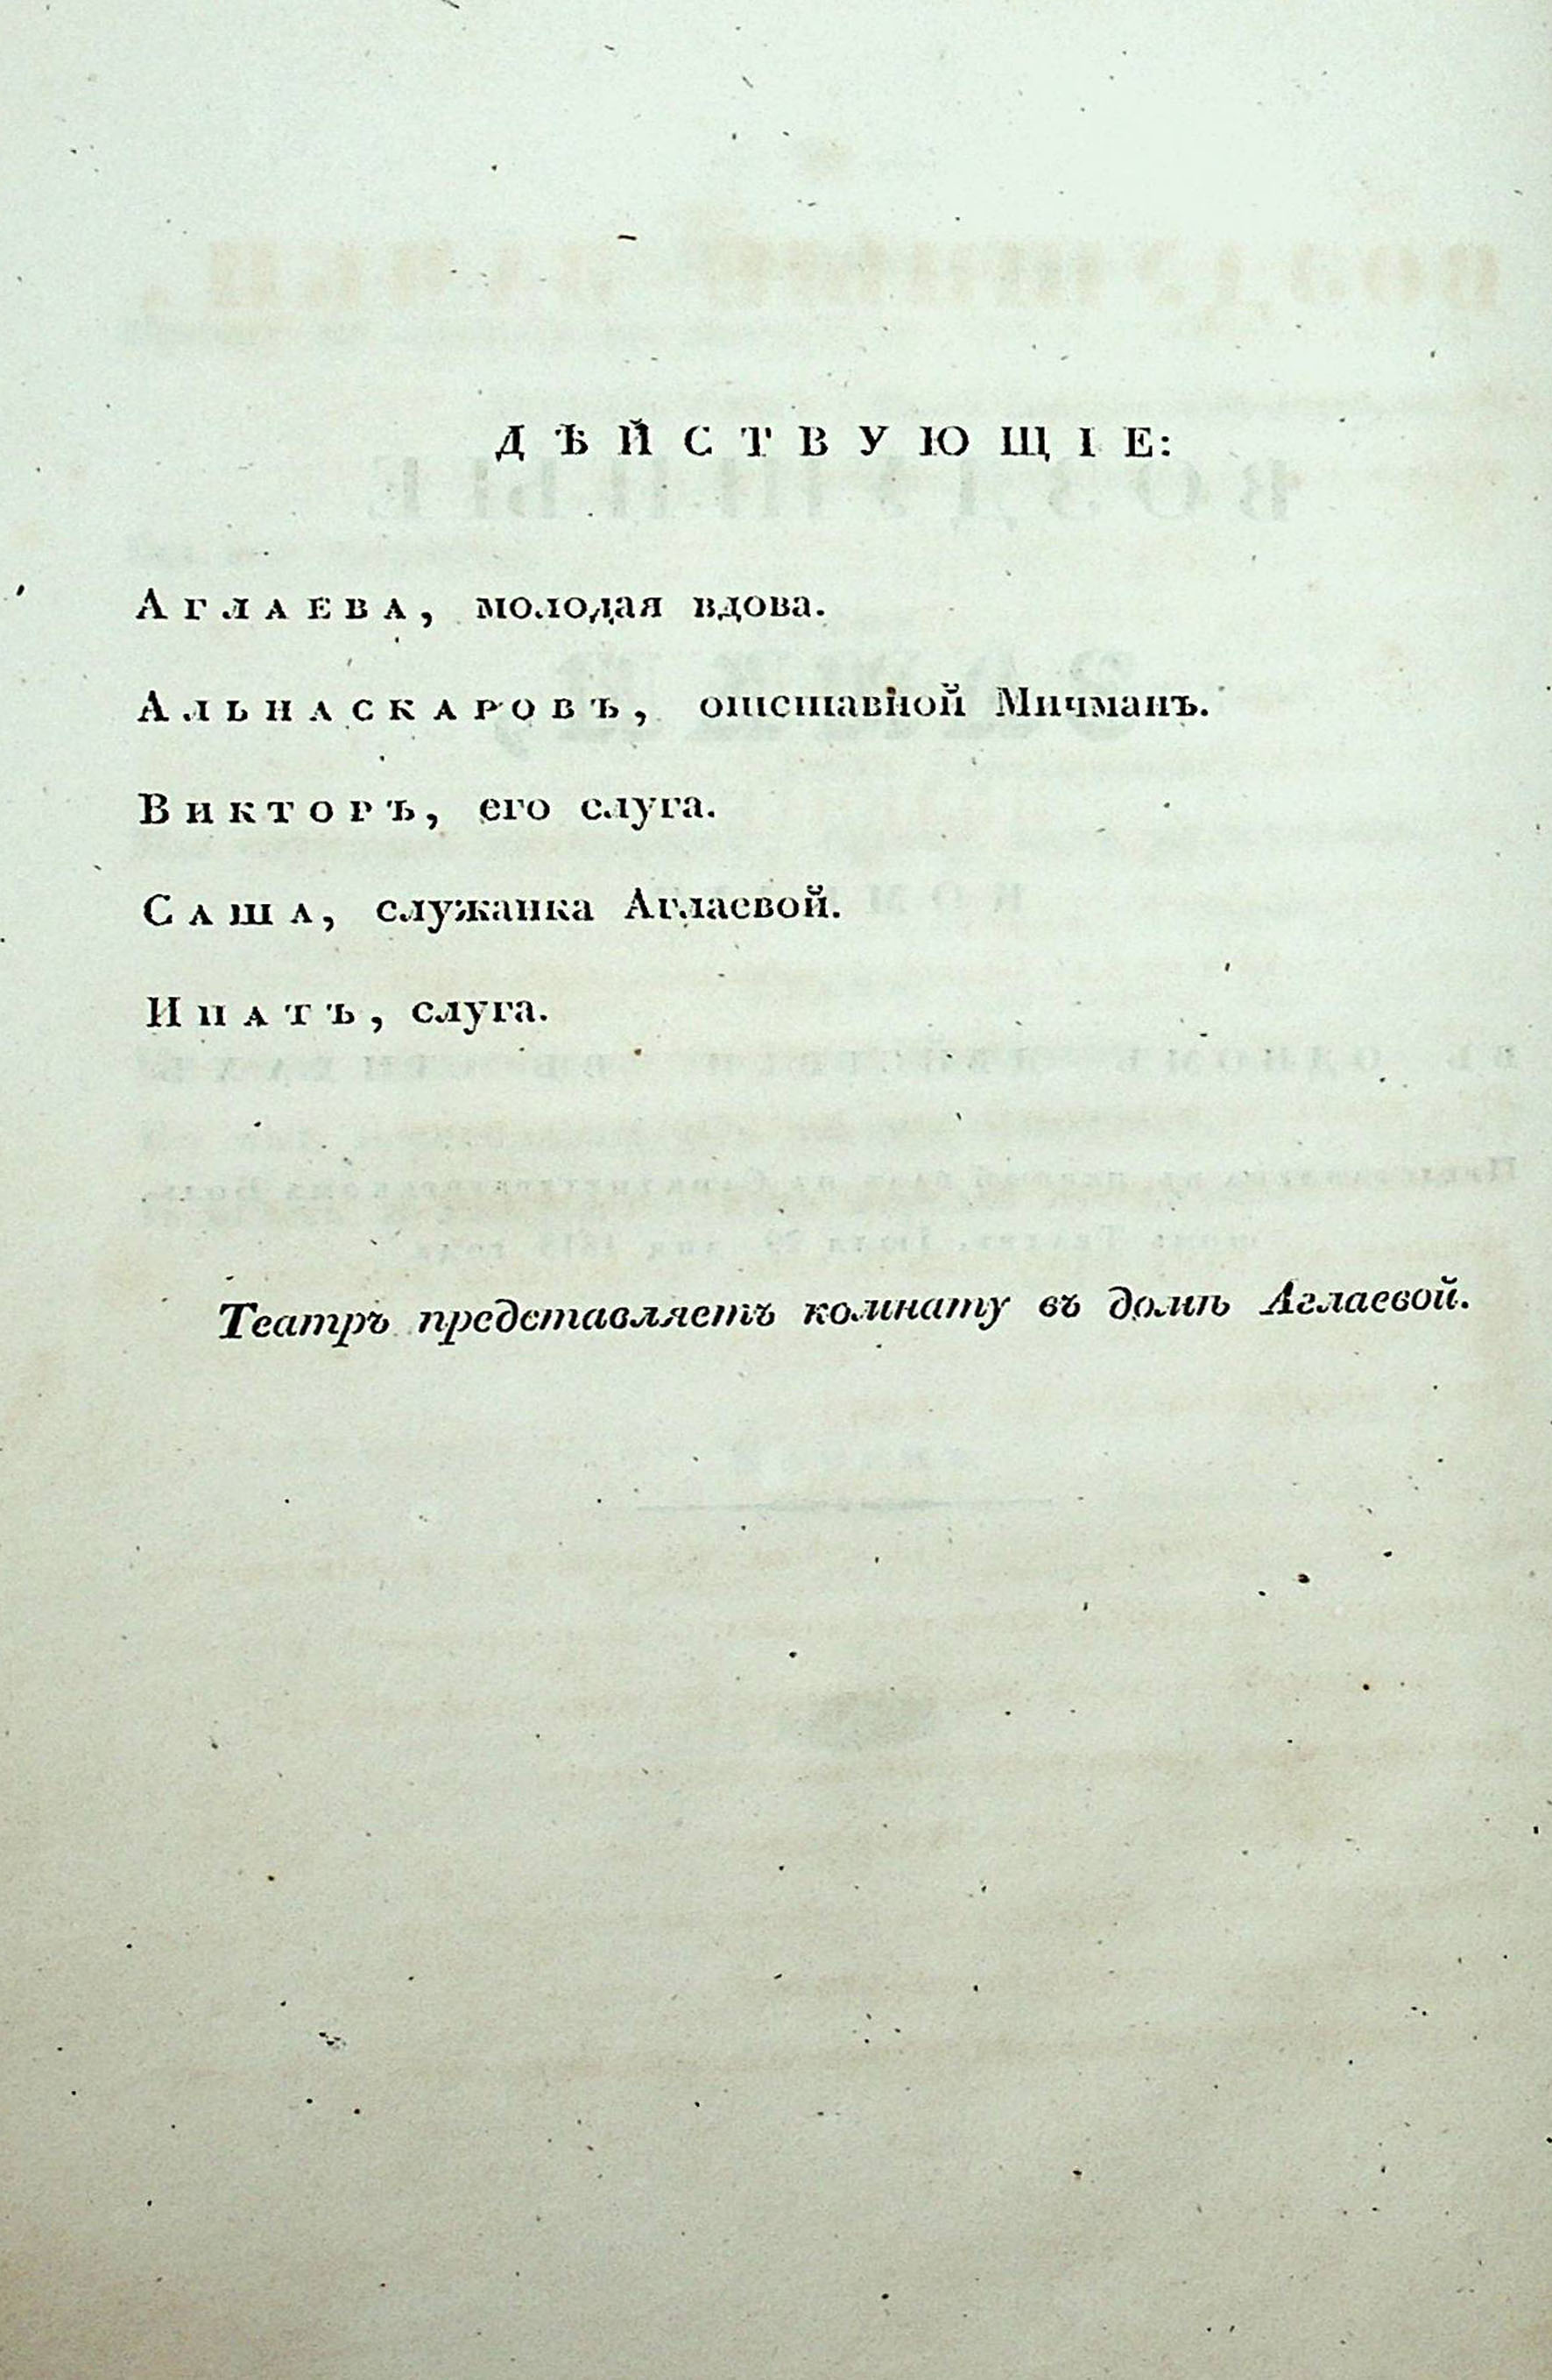 ДѢЙСТВУЮЩІЕ:
Аглаева, молодая вдова.
Альнаскаровъ, отставной Мичманъ.
Викторъ, его слуга.
Саша, служанка Аглаевой.
Ипатъ, слуга.
Театръ представляетъ комнату въ домѣ Аглаевой.